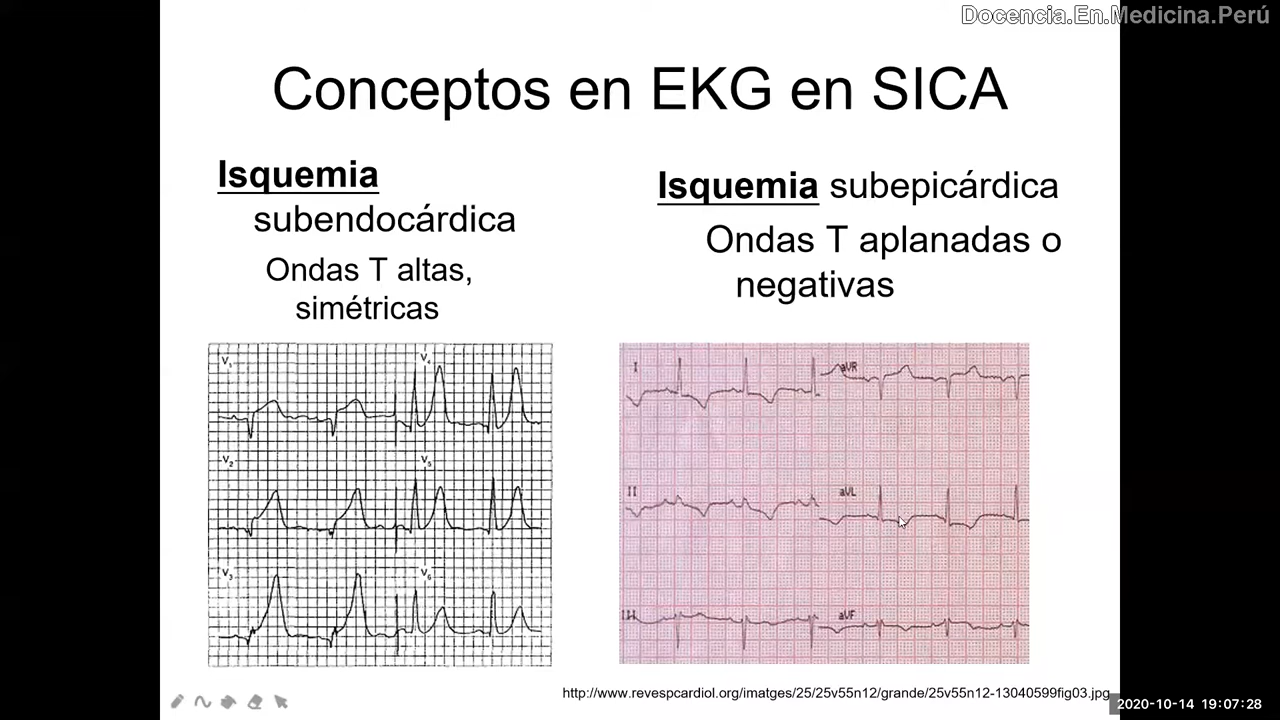 Docencia.En.Medicina.Perú
Conceptos en EKG en SICA
Isquemia
subendocárdica
Ondas T altas,
simétricas
Isquemia subepicárdica
Ondas T aplanadas o
negativas
V₁
V₄
V₂
V₅
V₃
V₆
I
aVR
II
aVL
III
aVF
http://www.revespcardiol.org/imatges/25/25v55n12/grande/25v55n12-13040599fig03.jpg
2020-10-14 19:07:28